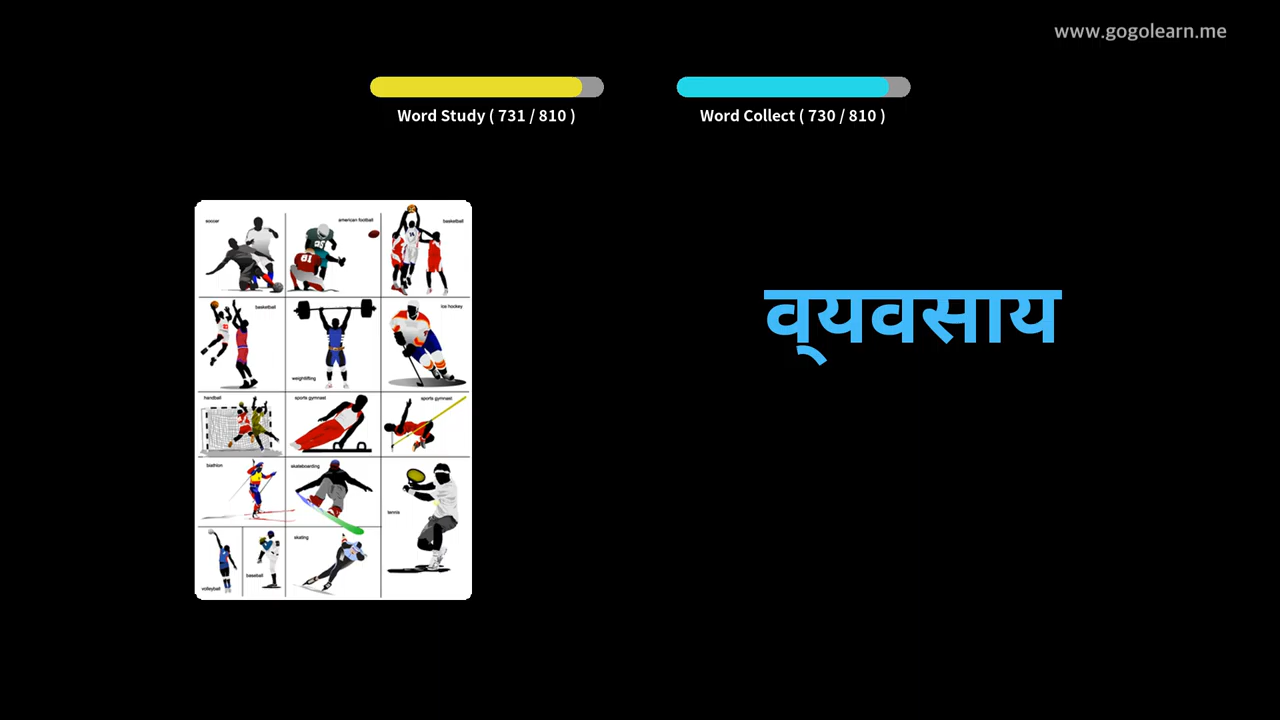 www.gogolearn.me
Word Study ( 731 / 810 )
Word Collect ( 730 / 810 )
soccer
american football
basketball
basketball
weightlifting
ice hockey
handball
sports gymnast
sports gymnast
biathlon
skateboarding
tennis
volleyball
baseball
skating
व्‌यवसाय